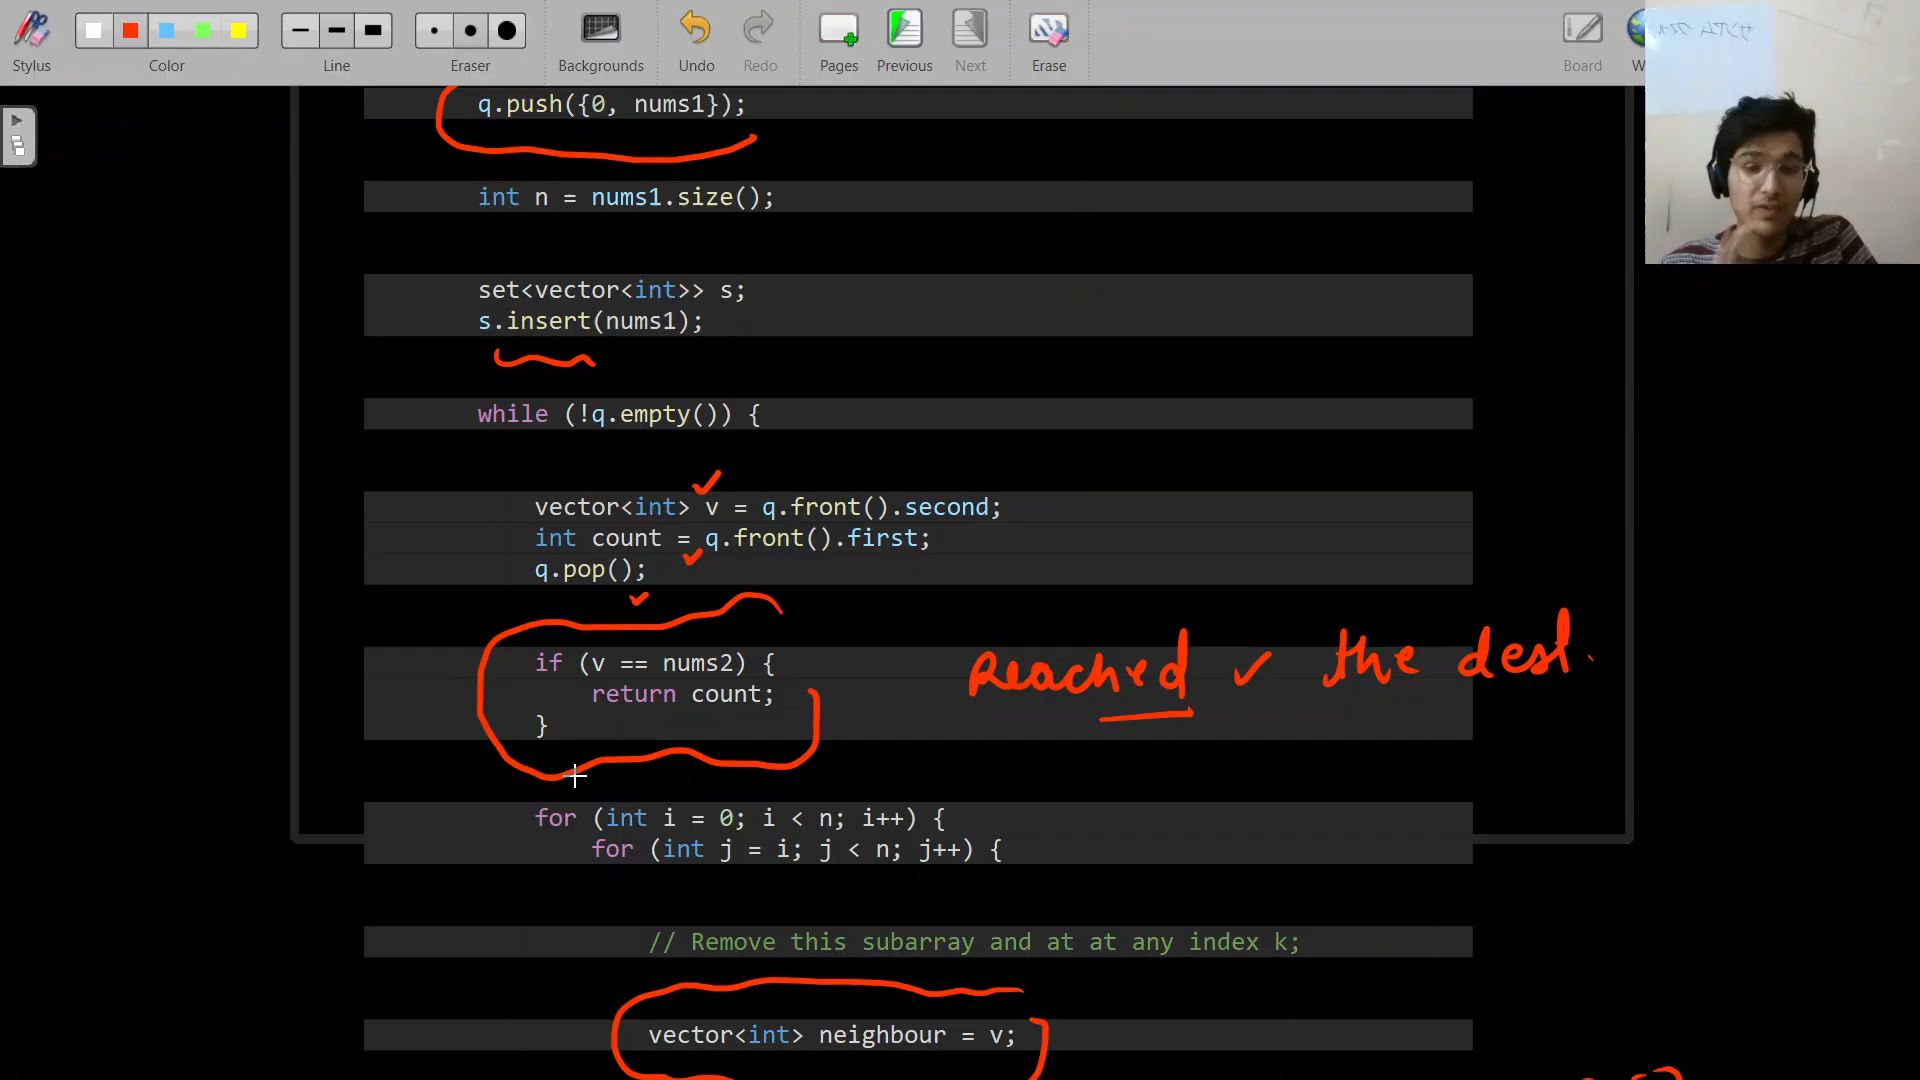 Stylus
Color
Line
Eraser
Backgrounds
Undo
Redo
Pages
Previous
Next
Erase
Board
q.push({0, nums1});
int n = nums1.size();
set<vector<int>> s;
s.insert(nums1);
while (!q.empty()) {
vector<int> v = q.front().second;
int count = q.front().first;
q.pop();
if (v == nums2) {
return count;
}
Reached ✓ the dest.
for (int i = 0; i < n; i++) {
for (int j = i; j < n; j++) {
// Remove this subarray and at at any index k;
vector<int> neighbour = v;